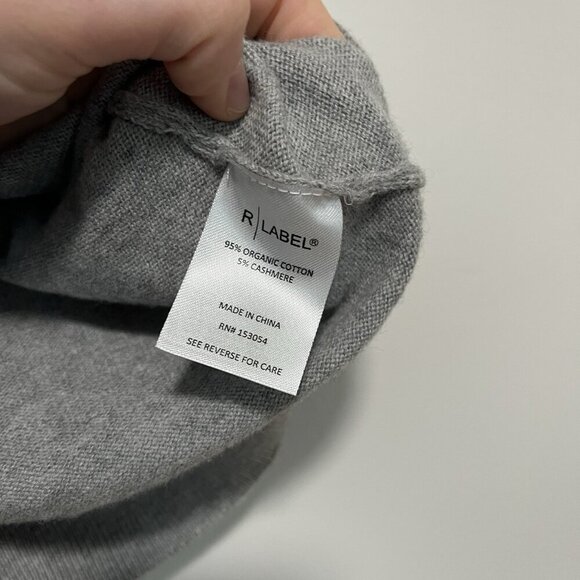 R|LABEL®
95% ORGANIC COTTON
5% CASHMERE
MADE IN CHINA
RN# 153054
SEE REVERSE FOR CARE